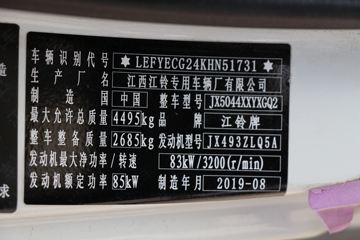 车辆识别代号 ☆LEFYECG24KHN51731☆
生产厂名 江西江铃专用车辆厂有限公司
制造国 中国 整车型号 JX5044XXYXGQ2
最大允许总质量 4495kg 品牌 江铃牌
整车整备质量 2685kg 发动机型号 JX493ZLQ5A
发动机最大净功率/转速 83kW/3200(r/min)
发动机额定功率 85kW 制造年月 2019-08
求